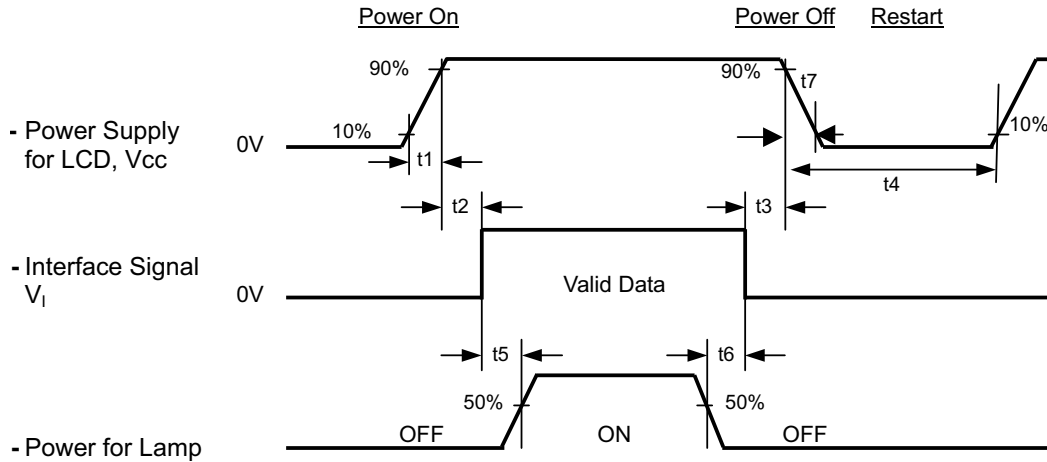 Power On Power Off Restart
90% 90% t7
- Power Supply
for LCD, Vcc
0V 10% 10%
t1 t4
t2 t3
- Interface Signal
VI
0V Valid Data
t5 t6
50% 50%
- Power for Lamp OFF ON OFF